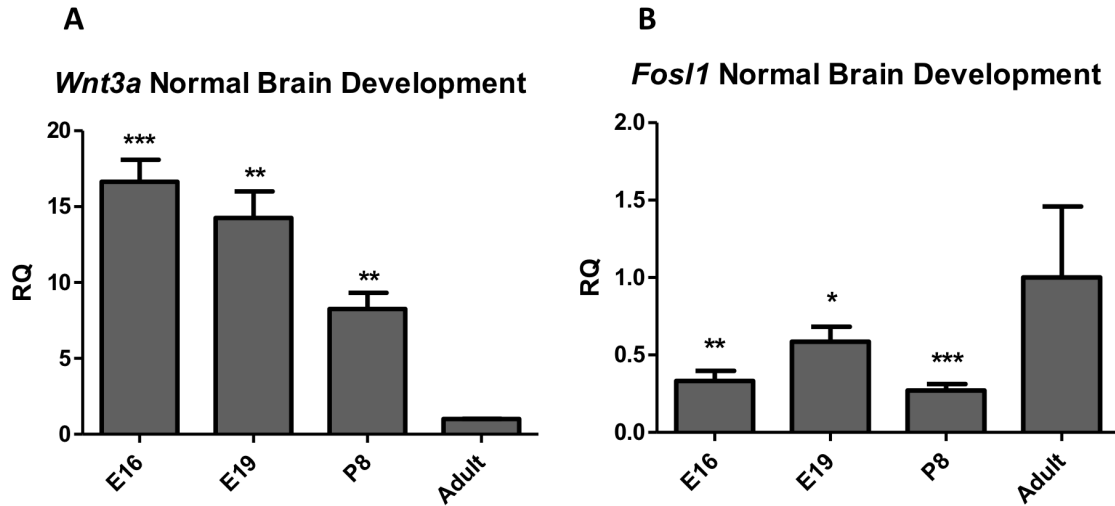 A
Wnt3a Normal Brain Development
RQ
20
15
10
5
0
***
**
**
E16
E19
P8
Adult
B
Fosl1 Normal Brain Development
RQ
2.0
1.5
1.0
0.5
0.0
**
*
***
E16
E19
P8
Adult